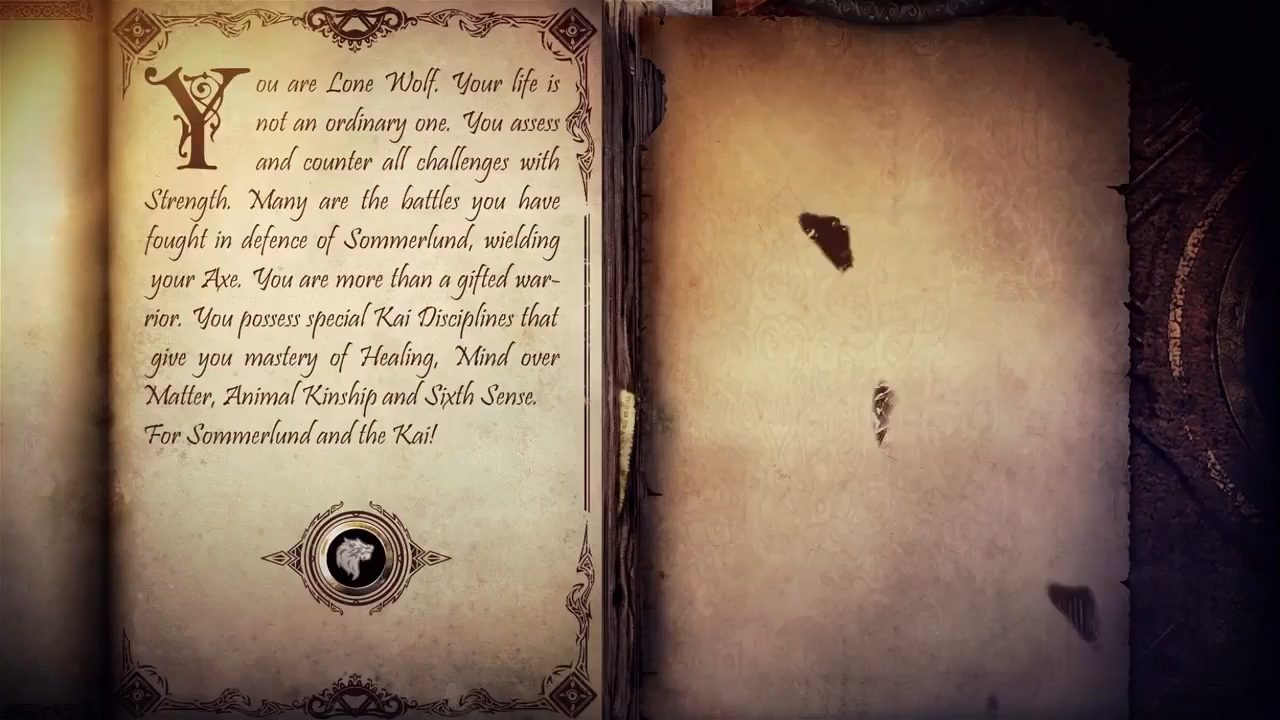 You are Lone Wolf. Your life is
not an ordinary one. You assess
and counter all challenges with
Strength. Many are the battles you have
fought in defence of Sommerlund, wielding
your Axe. You are more than a gifted war-
rior. You possess special Kai Disciplines that
give you mastery of Healing, Mind over
Matter, Animal Kinship and Sixth Sense.
For Sommerlund and the Kai!